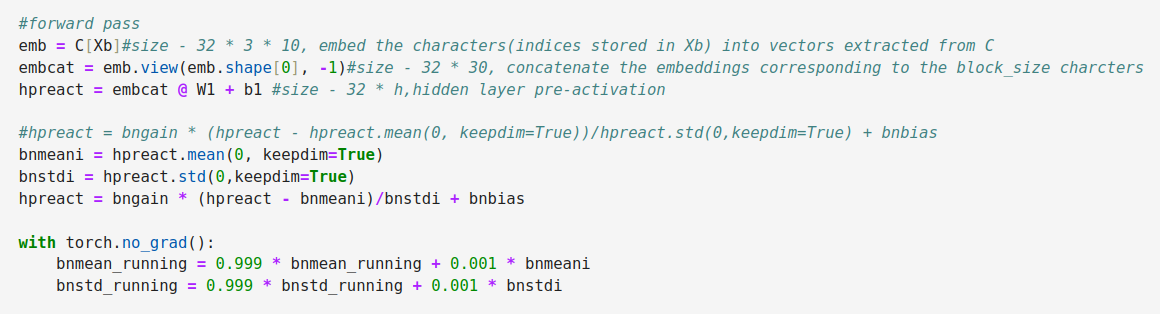 #forward pass
emb = C[Xb]#size - 32 * 3 * 10, embed the characters(indices stored in Xb) into vectors extracted from C
embcat = emb.view(emb.shape[0], -1)#size - 32 * 30, concatenate the embeddings corresponding to the block_size charcters
hpreact = embcat @ W1 + b1 #size - 32 * h,hidden layer pre-activation

#hpreact = bngain * (hpreact - hpreact.mean(0, keepdim=True))/hpreact.std(0,keepdim=True) + bnbias
bnmeani = hpreact.mean(0, keepdim=True)
bnstdi = hpreact.std(0,keepdim=True)
hpreact = bngain * (hpreact - bnmeani)/bnstdi + bnbias

with torch.no_grad():
    bnmean_running = 0.999 * bnmean_running + 0.001 * bnmeani
    bnstd_running = 0.999 * bnstd_running + 0.001 * bnstdi